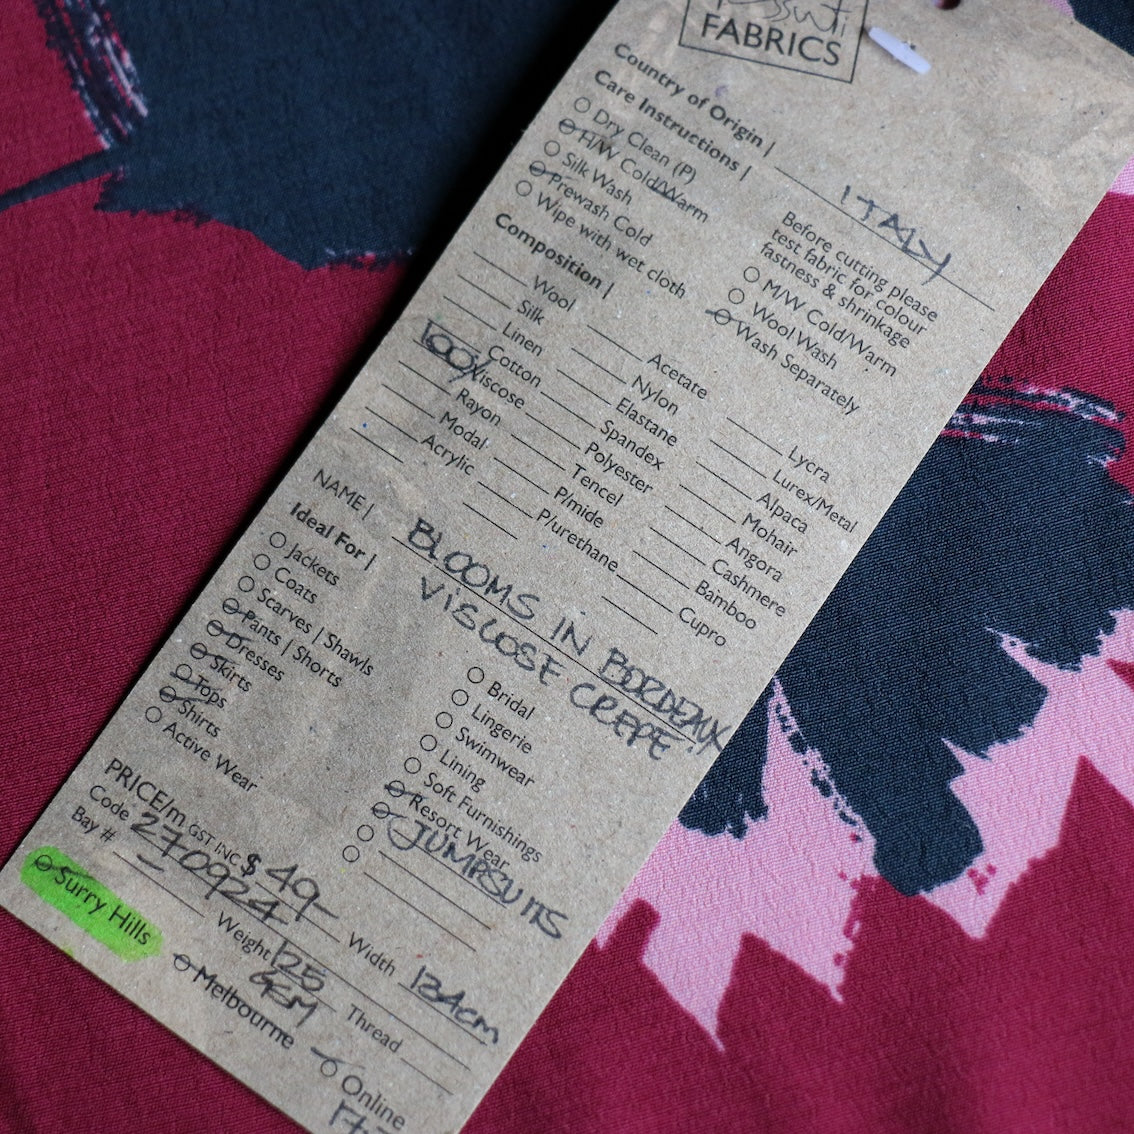 FABRICS
Country of Origin | ITALY
Care Instructions |
Dry Clean (P)
H/W Cold/Warm
Silk Wash
Prewash Cold
Wipe with wet cloth
Before cutting please
test fabric for colour
fastness & shrinkage
M/W Cold/Warm
Wool Wash
Wash Separately
Composition |
Wool
Silk
Linen
Cotton
100% Viscose
Rayon
Modal
Acrylic
Acetate
Nylon
Elastane
Spandex
Polyester
Tencel
P/mide
P/urethane
Lycra
Lurex/Metal
Alpaca
Mohair
Angora
Cashmere
Bamboo
Cupro
NAME | BLOOMS IN BORDEAUX
VISCOSE CREPE
Ideal For |
Jackets
Coats
Scarves | Shawls
Pants | Shorts
Dresses
Skirts
Tops
Shirts
Active Wear
Bridal
Lingerie
Swimwear
Lining
Soft Furnishings
Resort Wear
JUMPSUITS
PRICE/m GST INC $ 49-
Code 270924 Width 134cm
Bay # Weight 125 GSM Thread
Surry Hills
Melbourne
Online